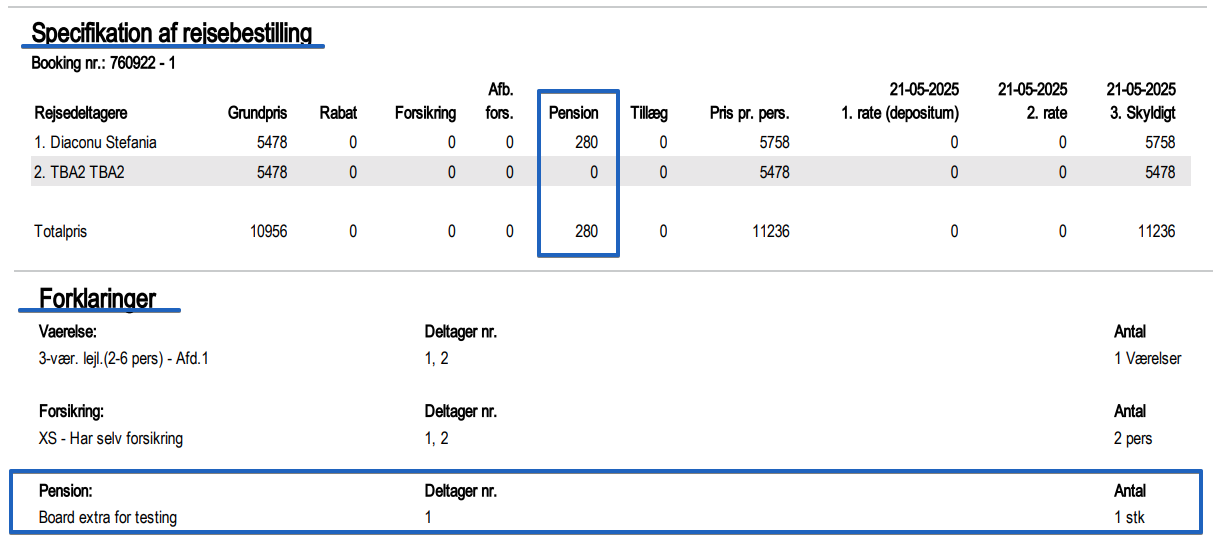 Specifikation af rejsebestilling
Booking nr.: 760922 - 1
Afb. 21-05-2025 21-05-2025 21-05-2025
Rejsedeltagere Grundpris Rabat Forsikring fors. Pension Tillæg Pris pr. pers. 1. rate (depositum) 2. rate 3. Skyldigt
1. Diaconu Stefania 5478 0 0 0 280 0 5758 0 0 5758
2. TBA2 TBA2 5478 0 0 0 0 0 5478 0 0 5478
Totalpris 10956 0 0 0 280 0 11236 0 0 11236
Forklaringer
Vaerelse: Deltager nr. Antal
3-vær. lejl.(2-6 pers) - Afd.1 1, 2 1 Værelser
Forsikring: Deltager nr. Antal
XS - Har selv forsikring 1, 2 2 pers
Pension: Deltager nr. Antal
Board extra for testing 1 1 stk